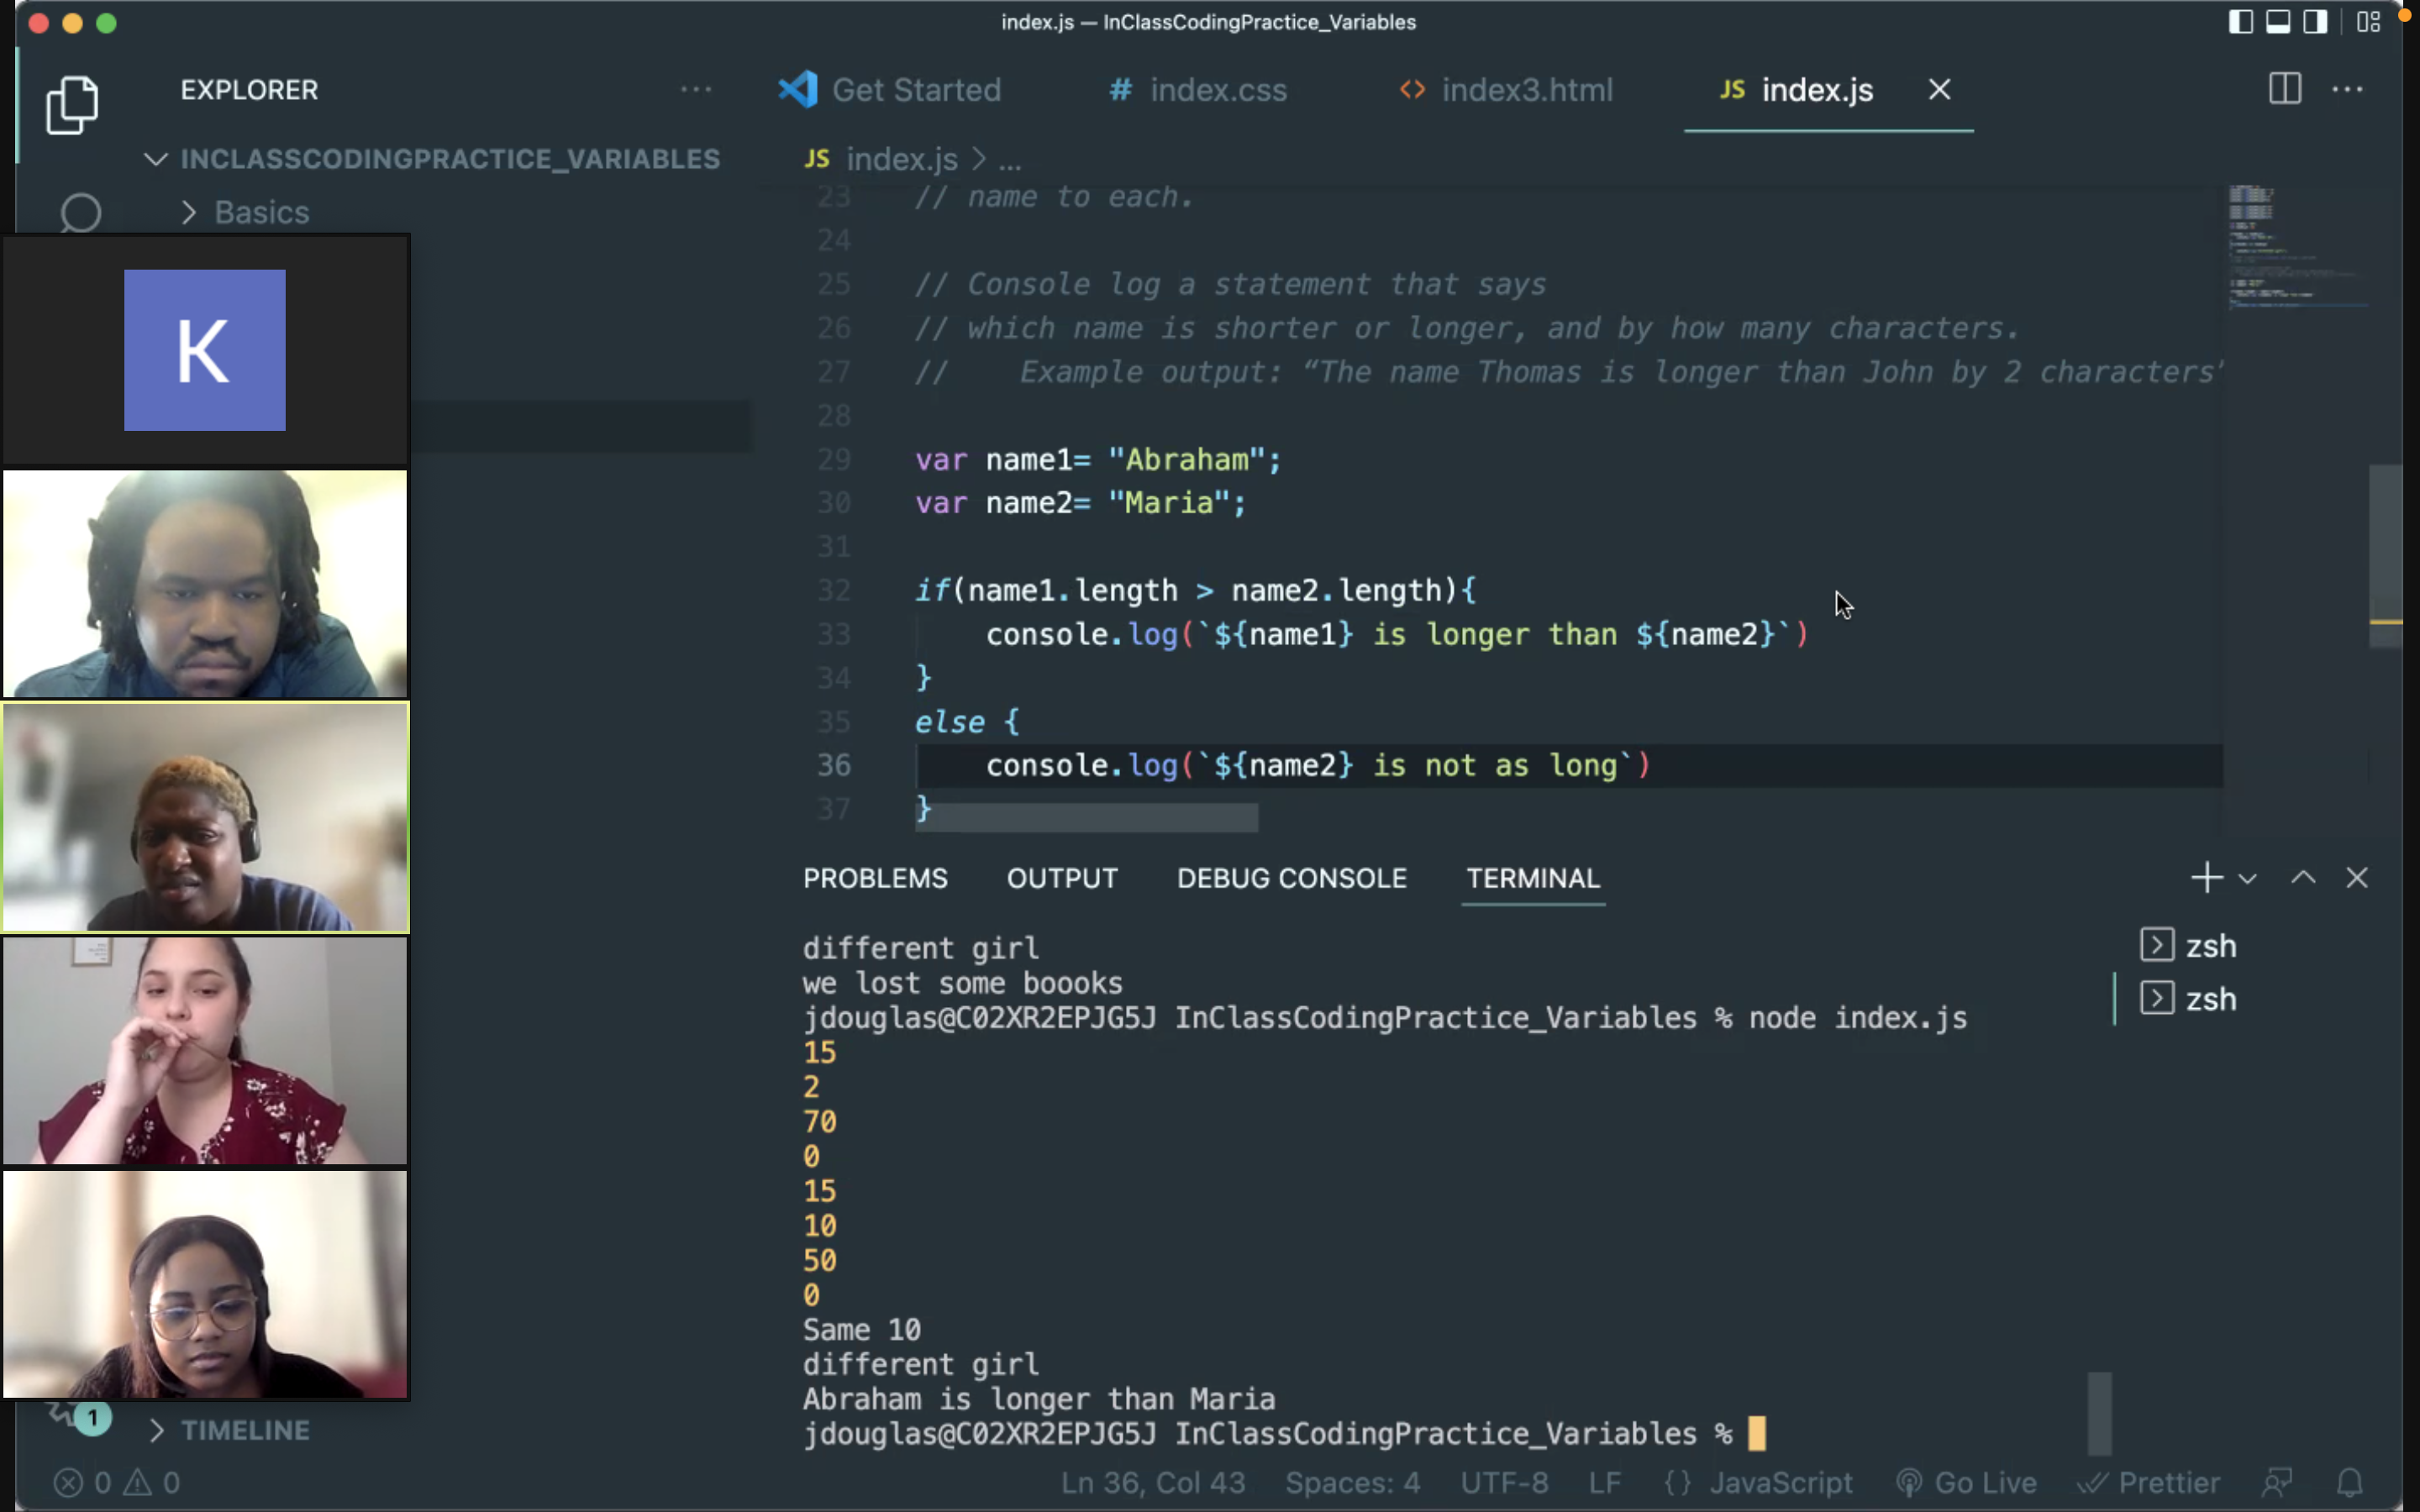 index.js — InClassCodingPractice_Variables
EXPLORER
Get Started
# index.css
<> index3.html
JS index.js
INCLASSCODINGPRACTICE_VARIABLES
JS index.js > ...
Basics
K
23 // name to each.
24
25 // Console log a statement that says
26 // which name is shorter or longer, and by how many characters.
27 //    Example output: “The name Thomas is longer than John by 2 characters”
28
29 var name1= "Abraham";
30 var name2= "Maria";
31
32 if(name1.length > name2.length){
33     console.log(`${name1} is longer than ${name2}`)
34 }
35 else {
36     console.log(`${name2} is not as long`)
37 }
PROBLEMS OUTPUT DEBUG CONSOLE TERMINAL
different girl
we lost some boooks
jdouglas@C02XR2EPJG5J InClassCodingPractice_Variables % node index.js
15
2
70
0
15
10
50
0
Same 10
different girl
Abraham is longer than Maria
jdouglas@C02XR2EPJG5J InClassCodingPractice_Variables %
zsh
zsh
1
TIMELINE
0 0
Ln 36, Col 43 Spaces: 4 UTF-8 LF {} JavaScript Go Live Prettier